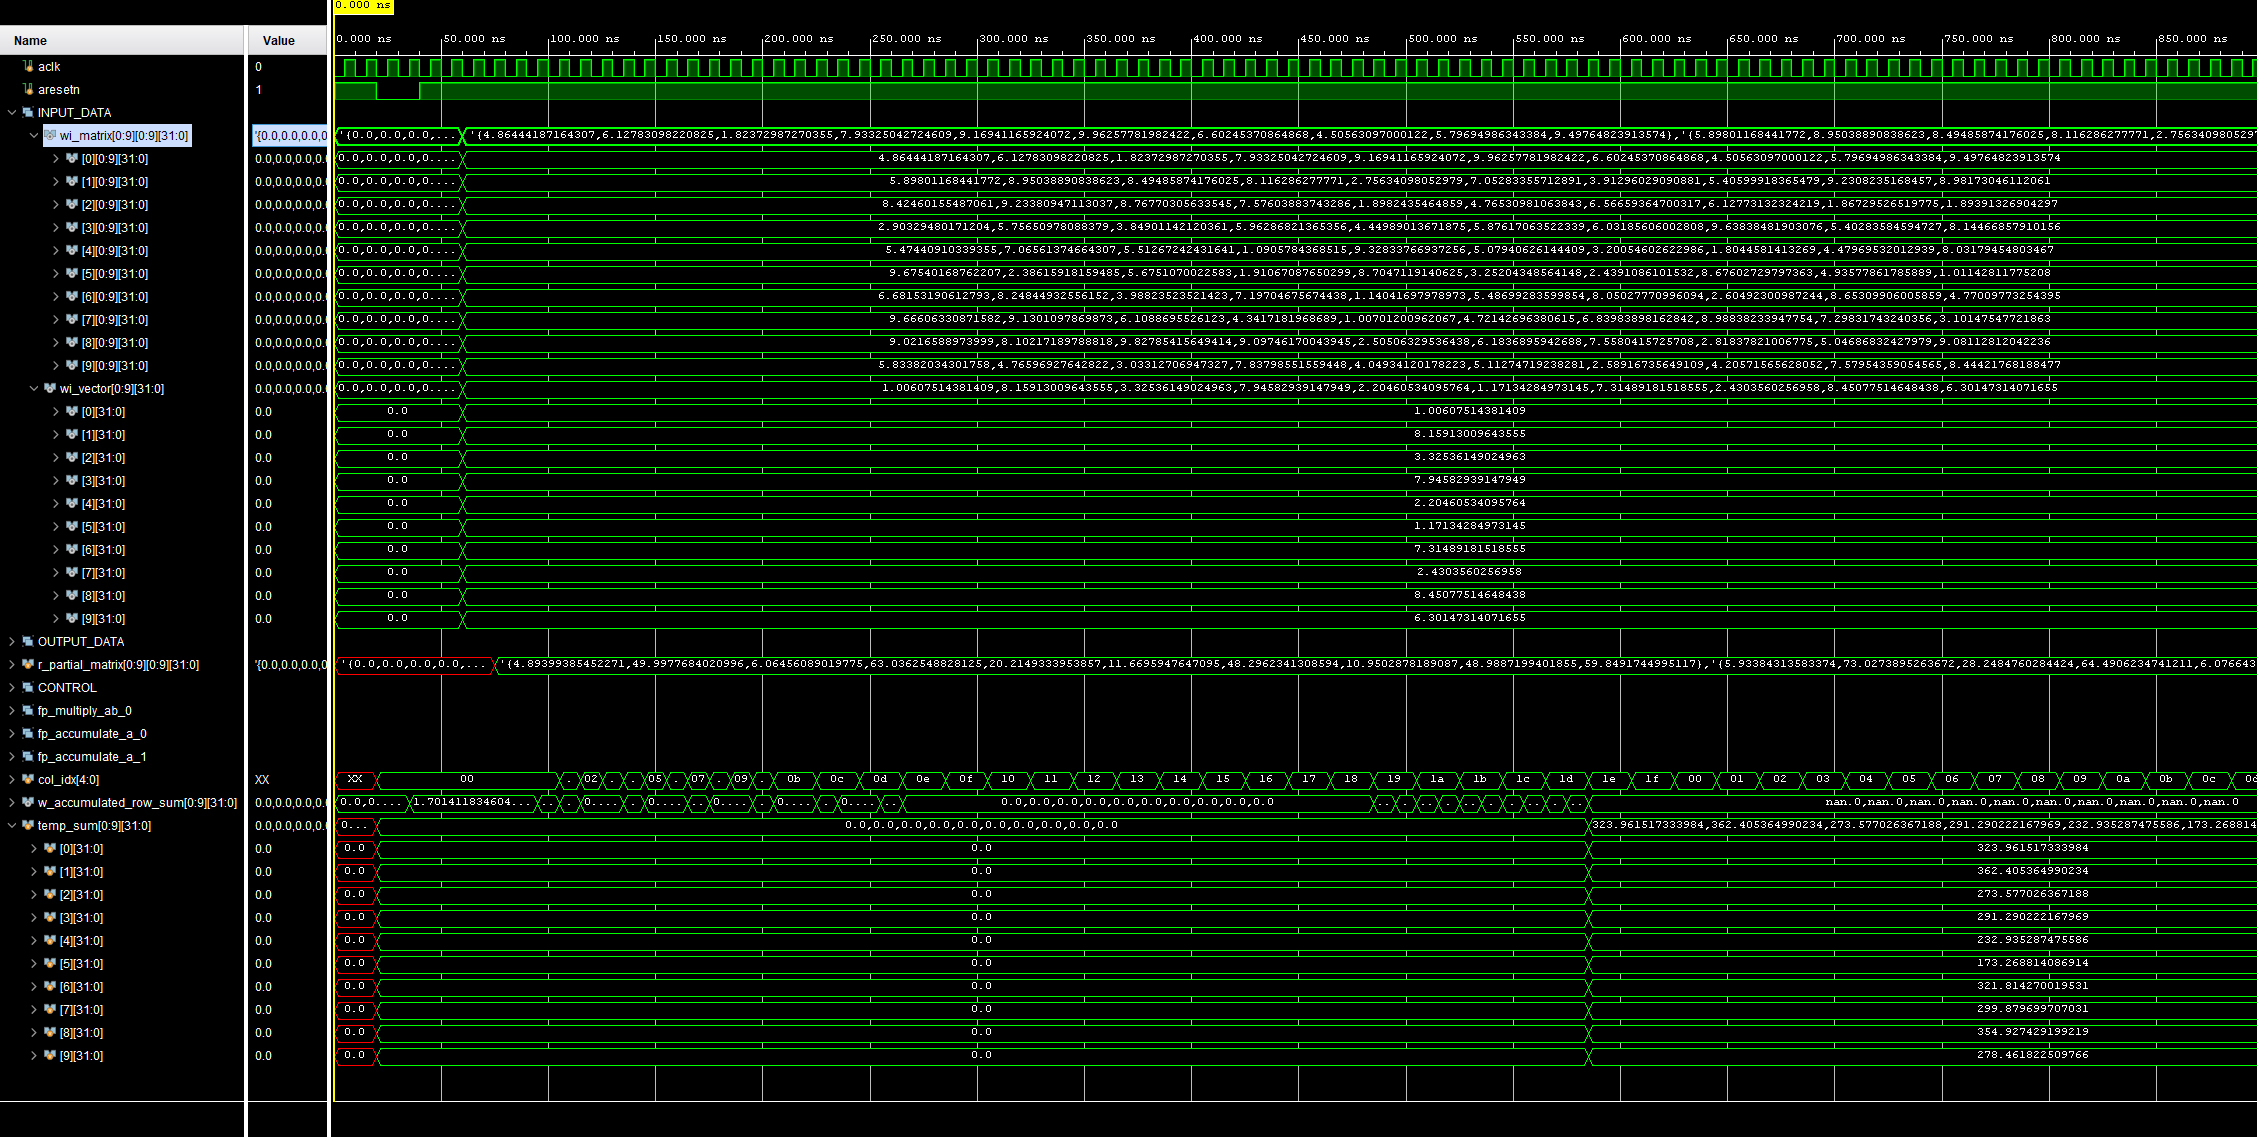 0.000 ns
Name Value 0.000 ns 50.000 ns 100.000 ns 150.000 ns 200.000 ns 250.000 ns 300.000 ns 350.000 ns 400.000 ns 450.000 ns 500.000 ns 550.000 ns 600.000 ns 650.000 ns 700.000 ns 750.000 ns 800.000 ns 850.000 ns
aclk 0
aresetn 1
INPUT_DATA
wi_matrix[0:9][0:9][31:0] '{0.0,0.0,0.0,0 '{0.0,0.0,0.0,... '{4.86444187164307,6.12783098220825,1.82372987270355,7.93325042724609,9.16941165924072,9.96257781982422,6.60245370864868,4.50563097000122,5.79694986343384,9.49764823913574},'{5.89801168441772,8.95038890838623,8.49485874176025,8.116286277771,2.7563409805297
[0][0:9][31:0] 0.0,0.0,0.0,0.0 0.0,0.0,0.0,0.0.... 4.86444187164307,6.12783098220825,1.82372987270355,7.93325042724609,9.16941165924072,9.96257781982422,6.60245370864868,4.50563097000122,5.79694986343384,9.49764823913574
[1][0:9][31:0] 0.0,0.0,0.0,0.0 0.0,0.0,0.0,0.0.... 5.89801168441772,8.95038890838623,8.49485874176025,8.116286277771,2.75634098052979,7.05283355712891,3.91296029090881,5.40599918365479,9.2308235168457,8.98173046112061
[2][0:9][31:0] 0.0,0.0,0.0,0.0 0.0,0.0,0.0,0.0.... 8.42460155487061,9.23380947113037,8.76770305633545,7.57603883743286,1.8982435464859,4.76530981063843,6.56659364700317,6.12773132324219,1.86729526519775,1.89391326904297
[3][0:9][31:0] 0.0,0.0,0.0,0.0 0.0,0.0,0.0,0.0.... 2.90329480171204,5.75650978088379,3.84901142120361,5.96286821365356,4.44989013671875,5.87617063522339,6.03185606002808,9.63838481903076,5.40283584594727,8.14466857910156
[4][0:9][31:0] 0.0,0.0,0.0,0.0 0.0,0.0,0.0,0.0.... 5.47440910339355,7.06561374664307,5.51267242431641,1.0905784368515,9.32833766937256,5.07940626144409,3.20054602622986,1.8044581413269,4.47969532012939,8.03179454803467
[5][0:9][31:0] 0.0,0.0,0.0,0.0 0.0,0.0,0.0,0.0.... 9.67540168762207,2.38615918159485,5.6751070022583,1.91067087650299,8.7047119140625,3.25204348564148,2.4391086101532,8.67602729797363,4.93577861785889,1.01142811775208
[6][0:9][31:0] 0.0,0.0,0.0,0.0 0.0,0.0,0.0,0.0.... 6.68153190612793,8.24844932556152,3.98823523521423,7.19704675674438,1.14041697978973,5.48699283599854,8.05027770996094,2.60492300987244,8.65309906005859,4.77009773254395
[7][0:9][31:0] 0.0,0.0,0.0,0.0 0.0,0.0,0.0,0.0.... 9.66606330871582,9.1301097869873,6.1088695526123,4.3417181968689,1.00701200962067,4.72142696380615,6.83983898162842,8.98838233947754,7.29831743240356,3.10147547721863
[8][0:9][31:0] 0.0,0.0,0.0,0.0 0.0,0.0,0.0,0.0.... 9.0216588973999,8.10217189788818,9.82785415649414,9.09746170043945,2.50506329536438,6.1836895942688,7.5580415725708,2.81837821006775,5.04686832427979,9.08112812042236
[9][0:9][31:0] 0.0,0.0,0.0,0.0 0.0,0.0,0.0,0.0.... 5.83382034301758,4.76596927642822,3.0331270694732​7,7.83798551559448,4.04934120178223,5.11274719238281,2.58916735649109,4.20571565628052,7.57954359054565,8.44421768188477
wi_vector[0:9][31:0] 0.0,0.0,0.0,0.0 0.0,0.0,0.0,0.0,... 1.00607514381409,8.15913009643555,3.32536149024963,7.94582939147949,2.20460534095764,1.17134284973145,7.31489181518555,2.4303560256958,8.45077514648438,6.30147314071655
[0][31:0] 0.0 0.0 1.00607514381409
[1][31:0] 0.0 0.0 8.15913009643555
[2][31:0] 0.0 0.0 3.32536149024963
[3][31:0] 0.0 0.0 7.94582939147949
[4][31:0] 0.0 0.0 2.20460534095764
[5][31:0] 0.0 0.0 1.17134284973145
[6][31:0] 0.0 0.0 7.31489181518555
[7][31:0] 0.0 0.0 2.4303560256958
[8][31:0] 0.0 0.0 8.45077514648438
[9][31:0] 0.0 0.0 6.30147314071655
OUTPUT_DATA
r_partial_matrix[0:9][0:9][31:0] '{0.0,0.0,0.0,0 '{0.0,0.0,0.0,0.0,... '{4.89399385452271,49.9977684020996,6.06456089019775,63.0362548828125,20.2149333953857,11.6695947647095,48.2962341308594,10.9502878189087,48.9887199401855,59.8491744995117},'{5.93384313583374,73.0273895263672,28.2484760284424,64.4906234741211,6.076643
CONTROL
fp_multiply_ab_0
fp_accumulate_a_0
fp_accumulate_a_1
col_idx[4:0] XX XX 00 . 02 . . 05 . 07 . 09 . 0b 0c 0d 0e 0f 10 11 12 13 14 15 16 17 18 19 1a 1b 1c 1d 1e 1f 00 01 02 03 04 05 06 07 08 09 0a 0b 0c 0d
w_accumulated_row_sum[0:9][31:0] 0.0,0.0,0.0,0.0 0.0,0.0... 1.701411834604... . . 0... . 0... . 0... . 0... . 0... . 0.0,0.0,0.0,0.0,0.0,0.0,0.0,0.0,0.0,0.0 . . . . . . . . . . nan.0,nan.0,nan.0,nan.0,nan.0,nan.0,nan.0,nan.0,nan.0,nan.0
temp_sum[0:9][31:0] 0.0,0.0,0.0,0.0 0... 0.0,0.0,0.0,0.0,0.0,0.0,0.0,0.0,0.0,0.0 323.961517333984,362.405364990234,273.577026367188,291.290222167969,232.935287475586,173.268814
[0][31:0] 0.0 0.0 0.0 323.961517333984
[1][31:0] 0.0 0.0 0.0 362.405364990234
[2][31:0] 0.0 0.0 0.0 273.577026367188
[3][31:0] 0.0 0.0 0.0 291.290222167969
[4][31:0] 0.0 0.0 0.0 232.935287475586
[5][31:0] 0.0 0.0 0.0 173.268814086914
[6][31:0] 0.0 0.0 0.0 321.814270019531
[7][31:0] 0.0 0.0 0.0 299.879699707031
[8][31:0] 0.0 0.0 0.0 354.927429199219
[9][31:0] 0.0 0.0 0.0 278.461822509766